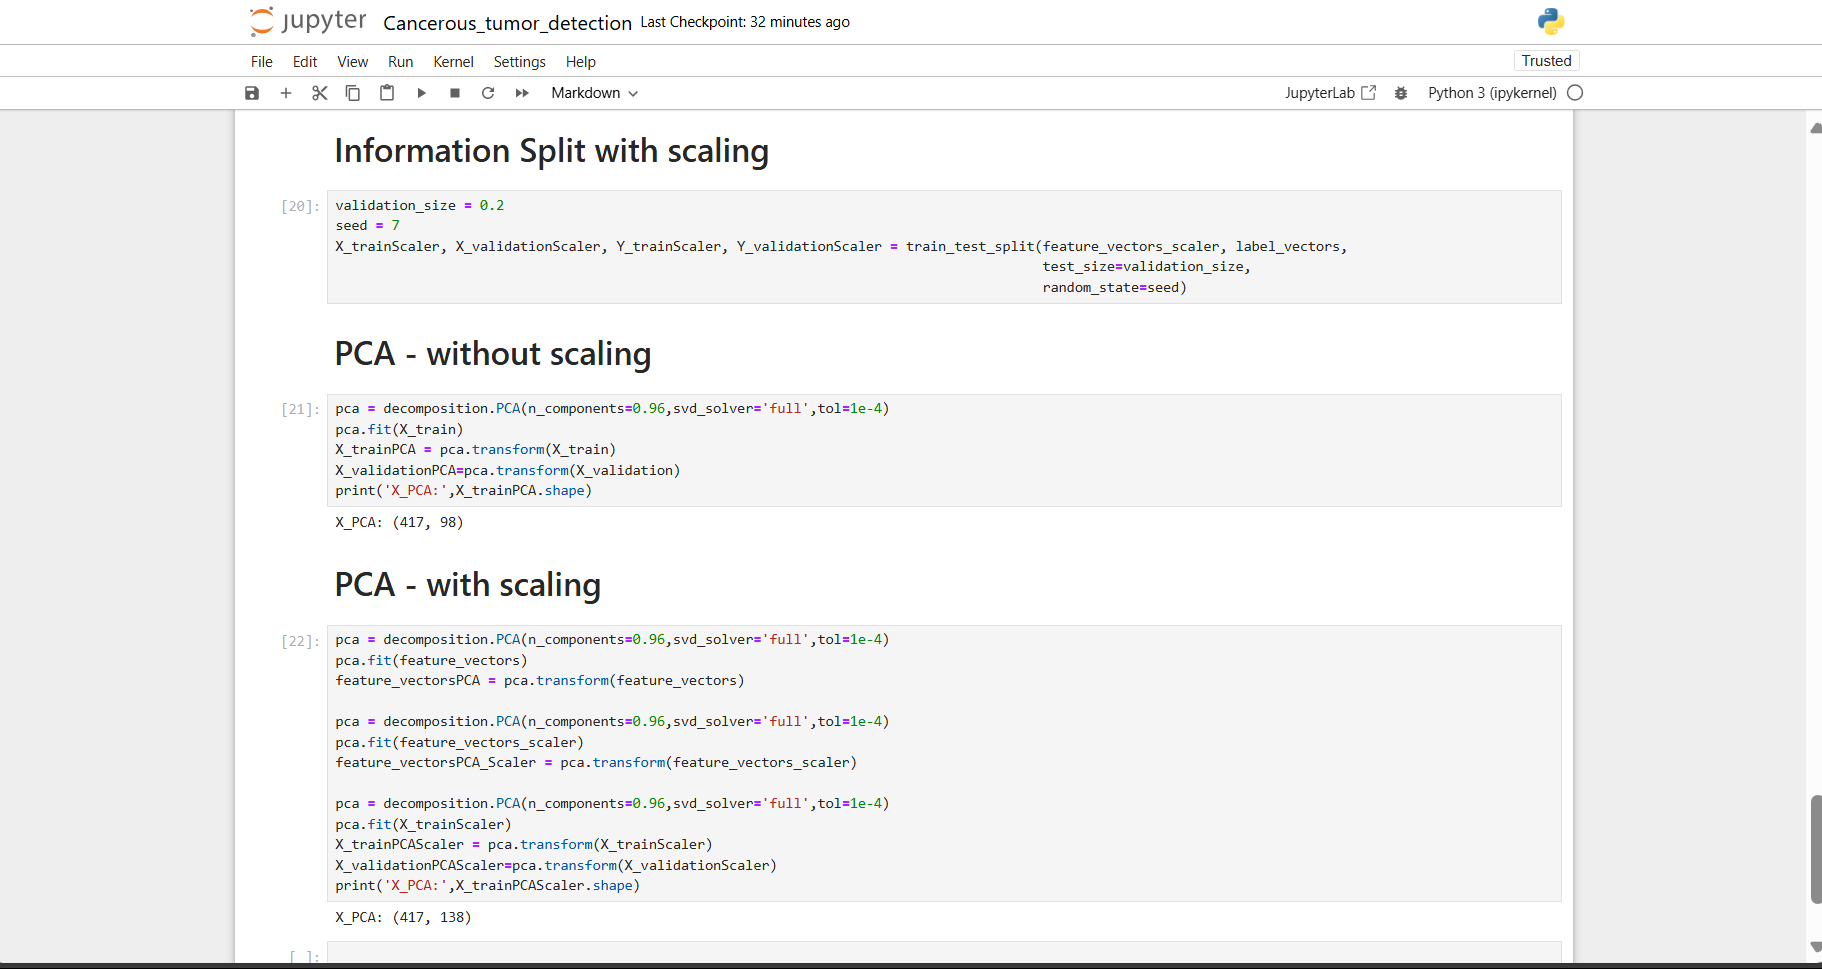 jupyter Cancerous_tumor_detection Last Checkpoint: 32 minutes ago
File Edit View Run Kernel Settings Help Trusted
Markdown JupyterLab Python 3 (ipykernel)
Information Split with scaling
[20]: validation_size = 0.2
seed = 7
X_trainScaler, X_validationScaler, Y_trainScaler, Y_validationScaler = train_test_split(feature_vectors_scaler, label_vectors,
test_size=validation_size,
random_state=seed)
PCA - without scaling
[21]: pca = decomposition.PCA(n_components=0.96,svd_solver='full',tol=1e-4)
pca.fit(X_train)
X_trainPCA = pca.transform(X_train)
X_validationPCA=pca.transform(X_validation)
print('X_PCA:',X_trainPCA.shape)
X_PCA: (417, 98)
PCA - with scaling
[22]: pca = decomposition.PCA(n_components=0.96,svd_solver='full',tol=1e-4)
pca.fit(feature_vectors)
feature_vectorsPCA = pca.transform(feature_vectors)
pca = decomposition.PCA(n_components=0.96,svd_solver='full',tol=1e-4)
pca.fit(feature_vectors_scaler)
feature_vectorsPCA_Scaler = pca.transform(feature_vectors_scaler)
pca = decomposition.PCA(n_components=0.96,svd_solver='full',tol=1e-4)
pca.fit(X_trainScaler)
X_trainPCAScaler = pca.transform(X_trainScaler)
X_validationPCAScaler=pca.transform(X_validationScaler)
print('X_PCA:',X_trainPCAScaler.shape)
X_PCA: (417, 138)
[ ]: